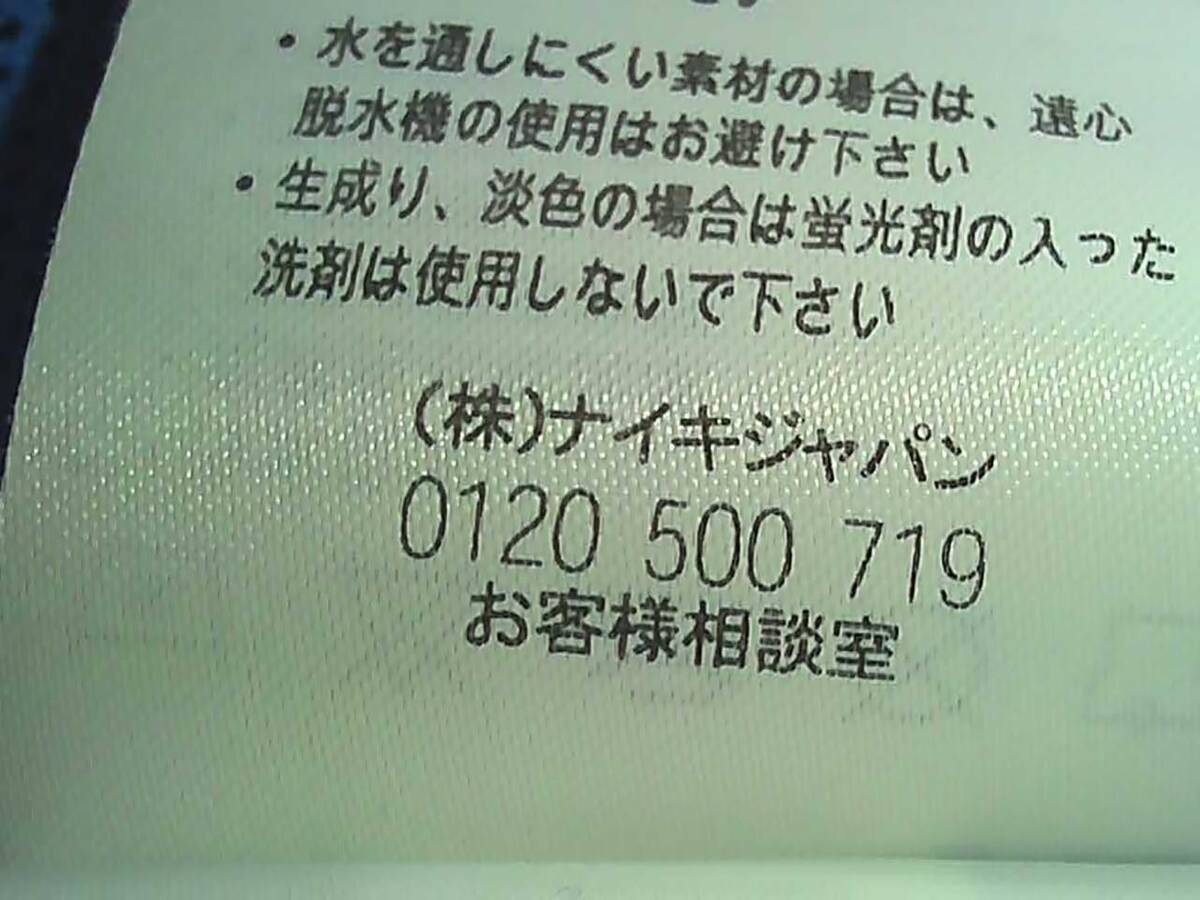 ・水を通しにくい素材の場合は、遠心
脱水機の使用はお避け下さい
・生成り、淡色の場合は蛍光剤の入った
洗剤は使用しないで下さい
(株)ナイキジャパン
0120 500 719
お客様相談室